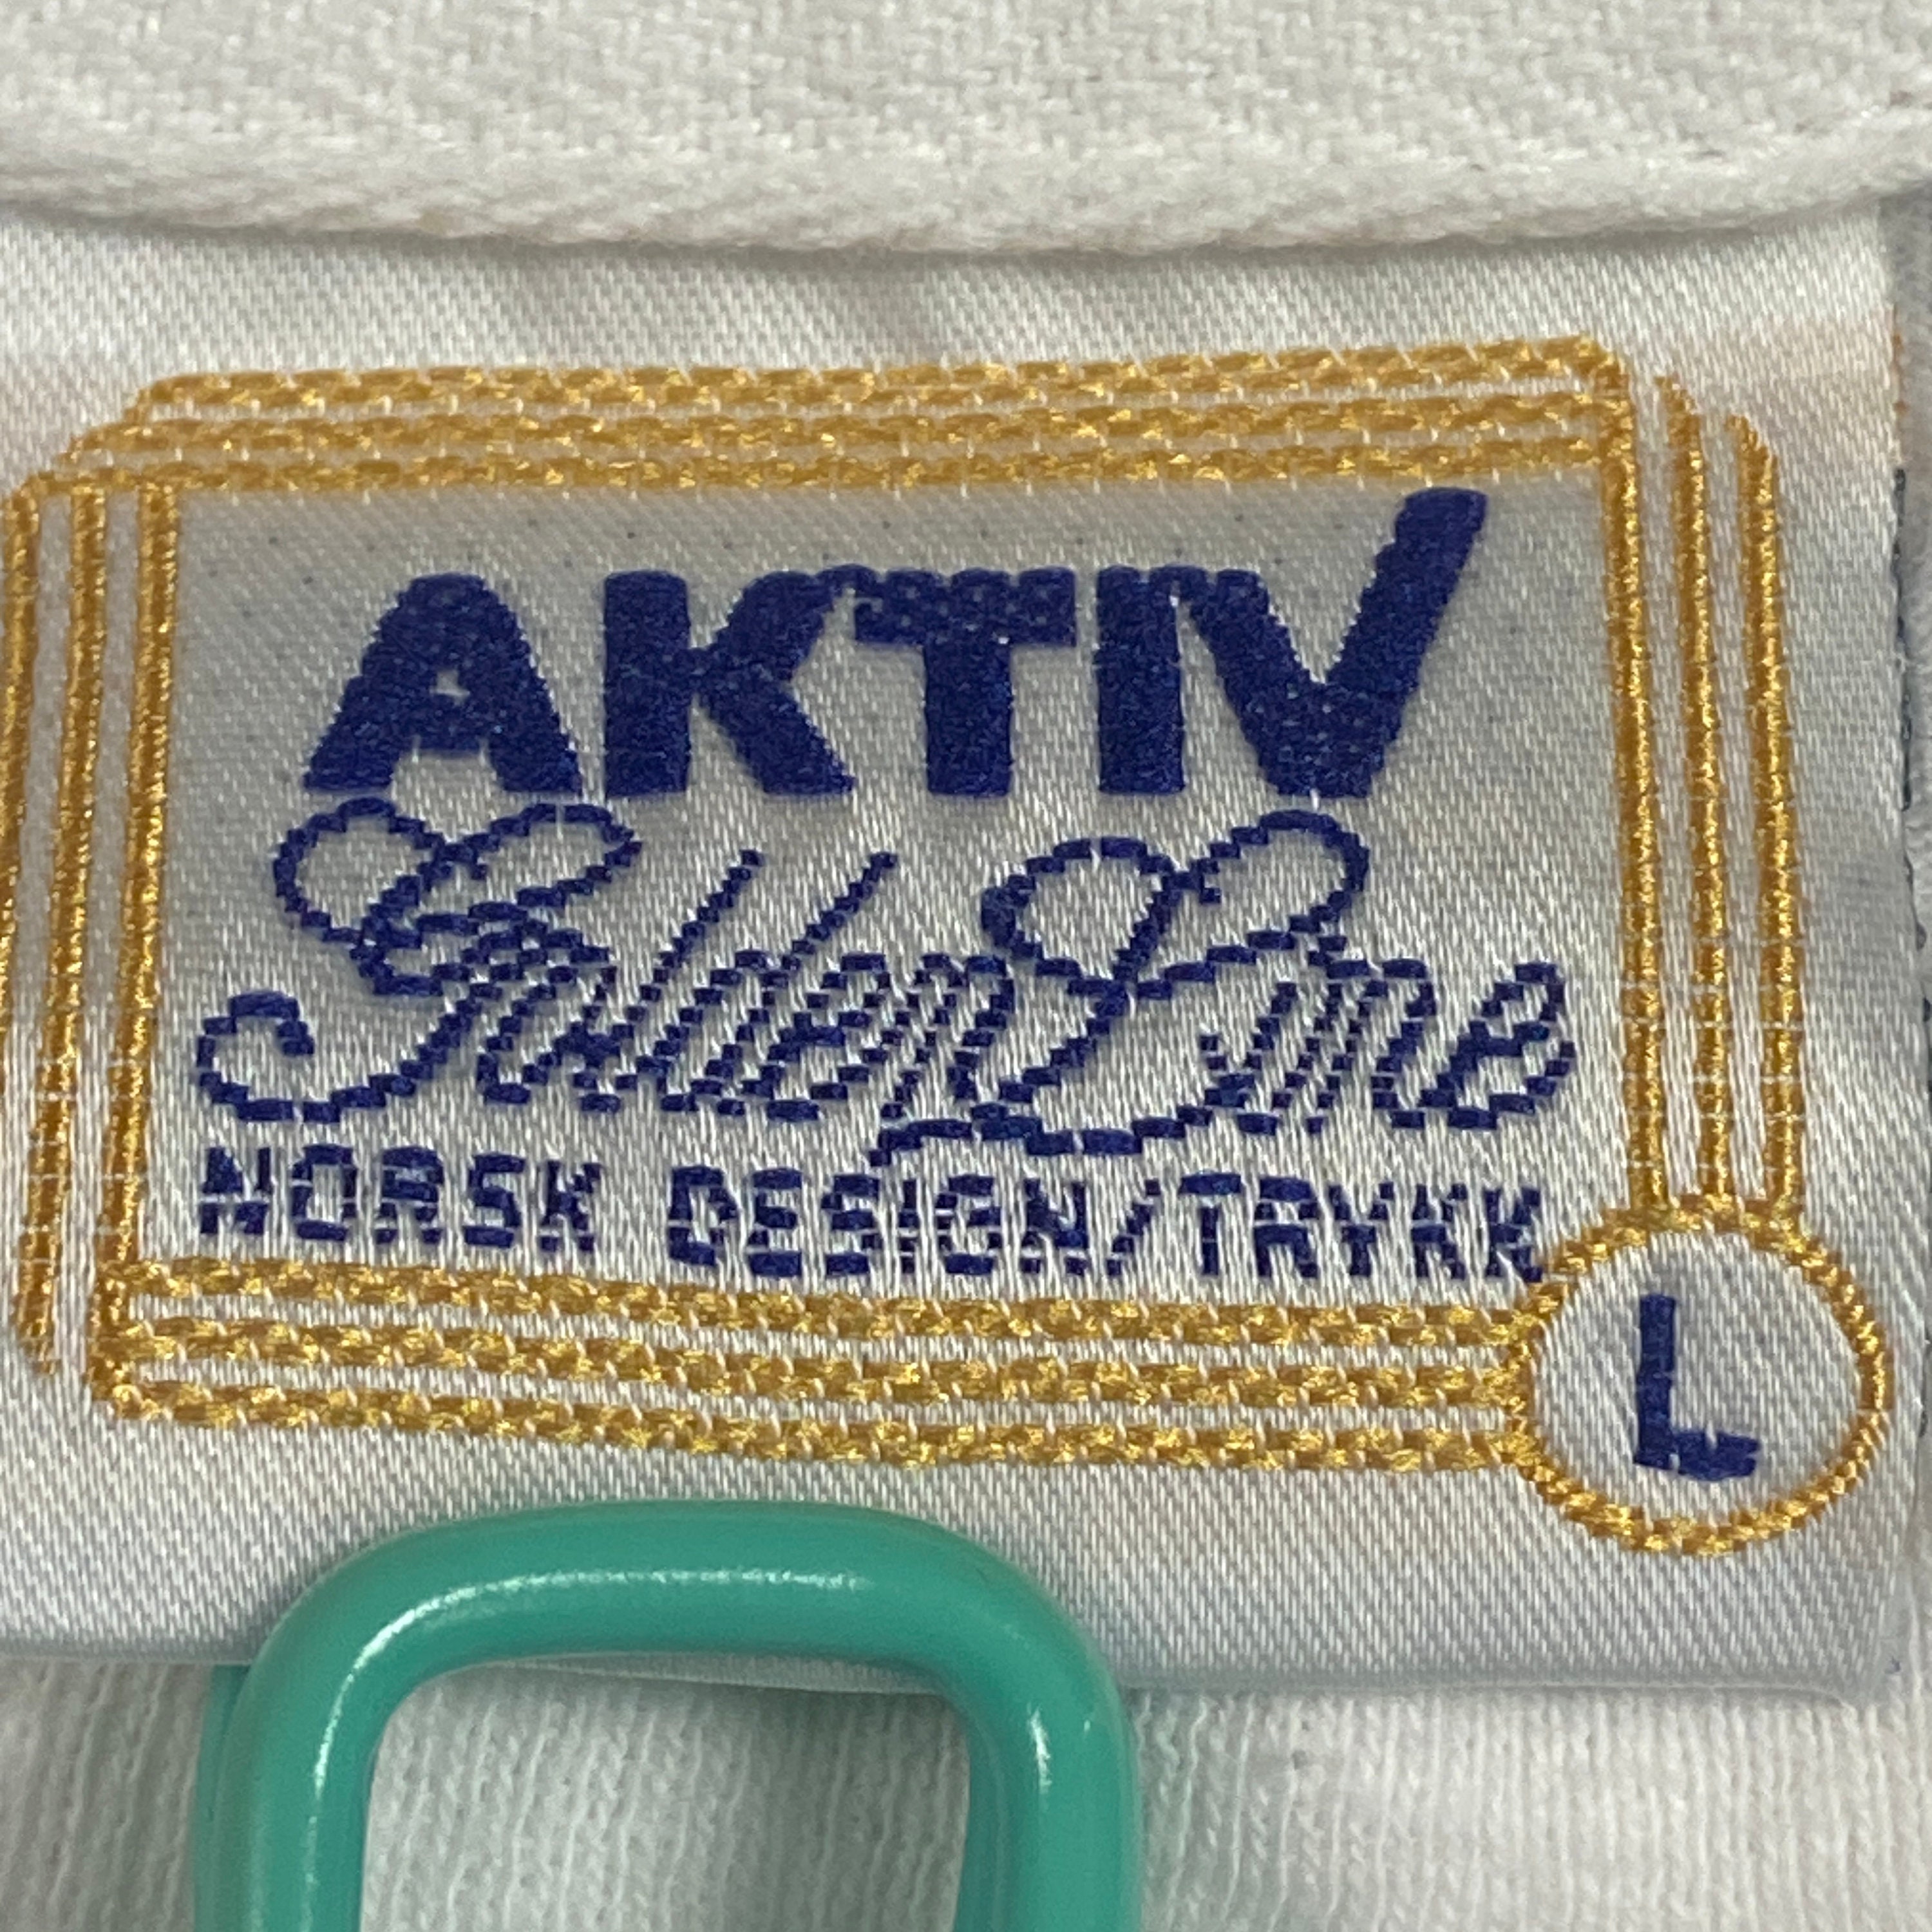 AKTIV
Golden Line
NORSK DESIGN/TRYKK
L